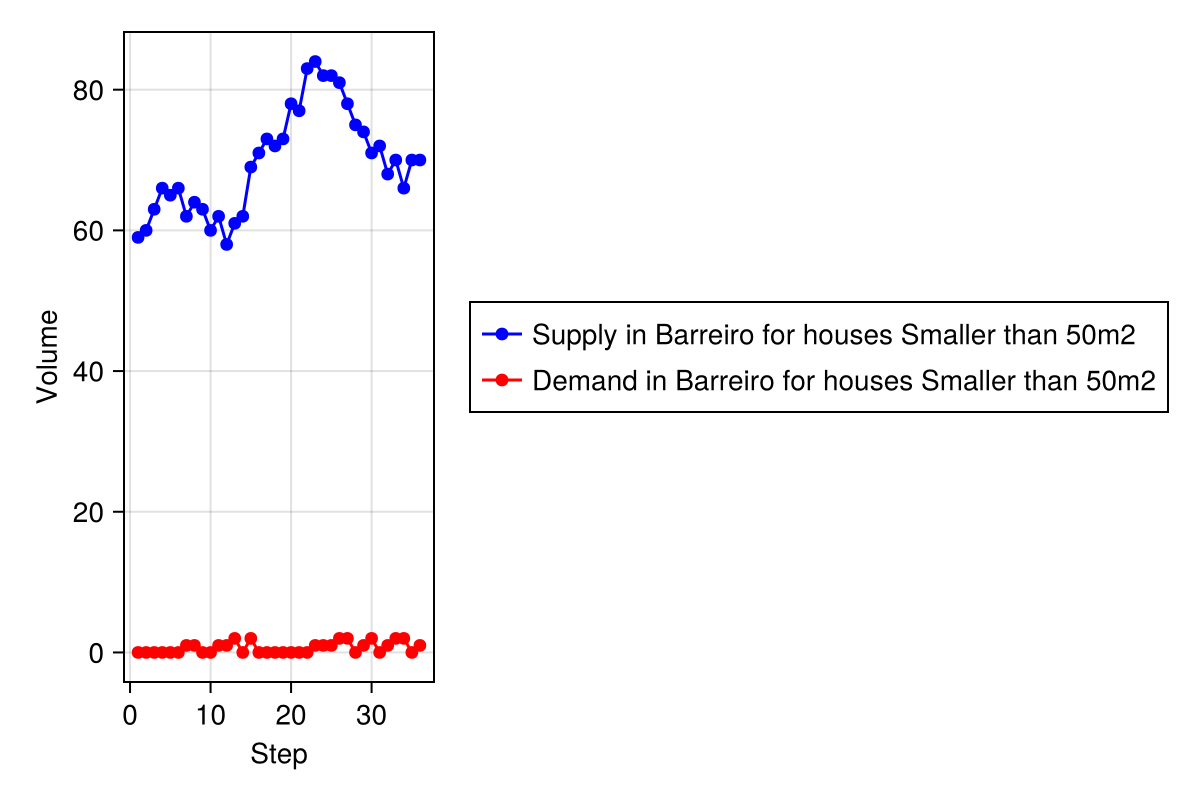 80
60
40
20
0
Volume
0 10 20 30
Step
Supply in Barreiro for houses Smaller than 50m2
Demand in Barreiro for houses Smaller than 50m2